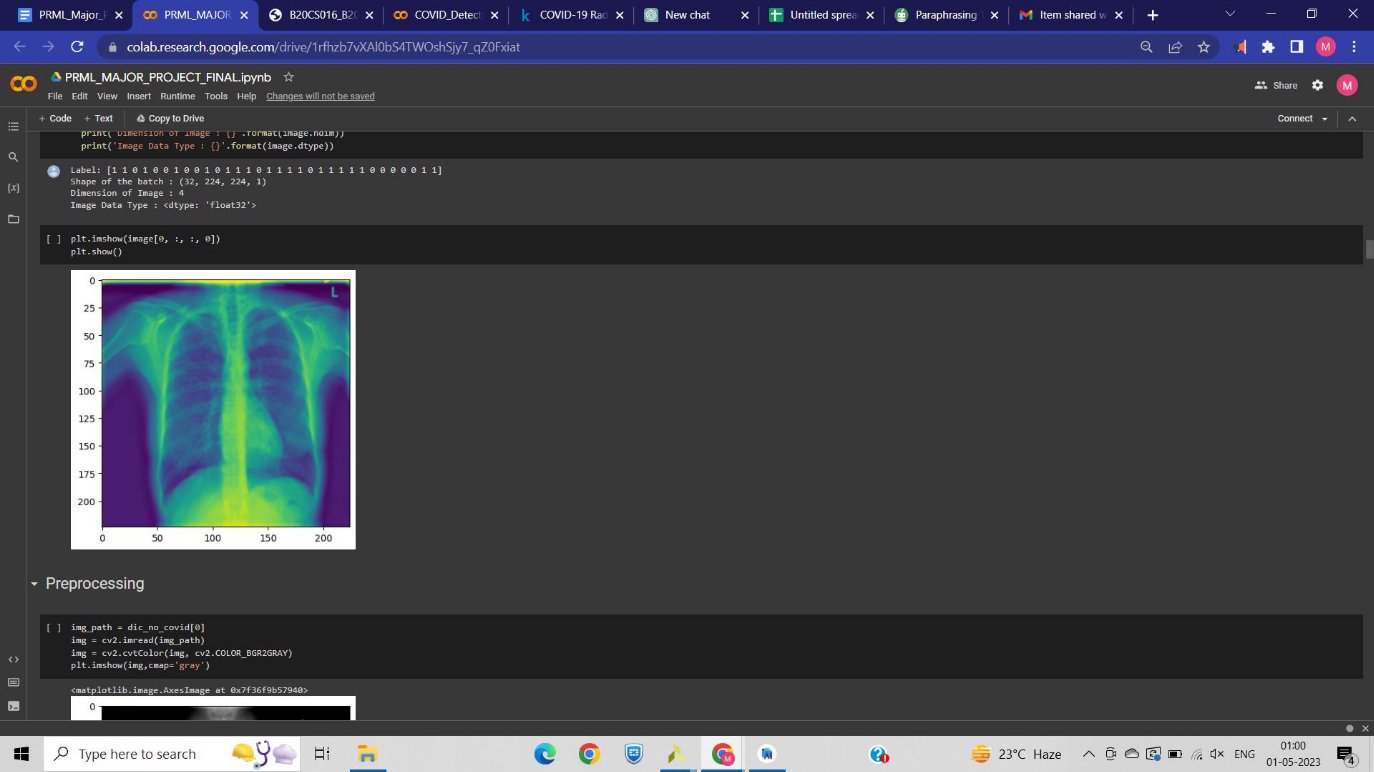 PRML_Major_P
PRML_MAJOR
B20CS016_B20
COVID_Detect
COVID-19 Rad
New chat
Untitled sprea
Paraphrasing T
Item shared w
colab.research.google.com/drive/1rfhzb7vXAl0bS4TWOshSjy7_qZ0Fxiat
M
PRML_MAJOR_PROJECT_FINAL.ipynb
File Edit View Insert Runtime Tools Help Changes will not be saved
Share
M
+ Code + Text Copy to Drive
Connect
print('Dimension of Image : {}'.format(image.ndim))
print('Image Data Type : {}'.format(image.dtype))
Label: [1 1 0 1 0 0 1 0 0 1 0 1 1 1 0 1 1 1 1 0 1 1 1 1 1 0 0 0 0 0 1 1]
Shape of the batch : (32, 224, 224, 1)
Dimension of Image : 4
Image Data Type : <dtype: 'float32'>
[ ] plt.imshow(image[0, :, :, 0])
plt.show()
L
0
25
50
75
100
125
150
175
200
0 50 100 150 200
Preprocessing
[ ] img_path = dic_no_covid[0]
img = cv2.imread(img_path)
img = cv2.cvtColor(img, cv2.COLOR_BGR2GRAY)
plt.imshow(img,cmap='gray')
<matplotlib.image.AxesImage at 0x7f36f9b57940>
0
Type here to search
23°C Haze
ENG
01:00
01-05-2023
4